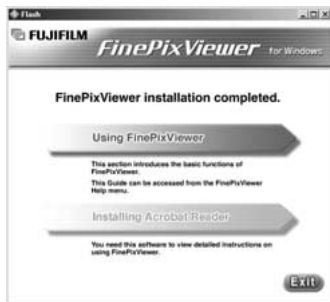 Flash
FUJIFILM
FinePixViewer for Windows
FinePixViewer installation completed.
Using FinePixViewer
This section introduces the basic functions of
FinePixViewer.
This Guide can be accessed from the FinePixViewer
Help menu.
Installing Acrobat Reader
You need this software to view detailed instructions on
using FinePixViewer.
Exit